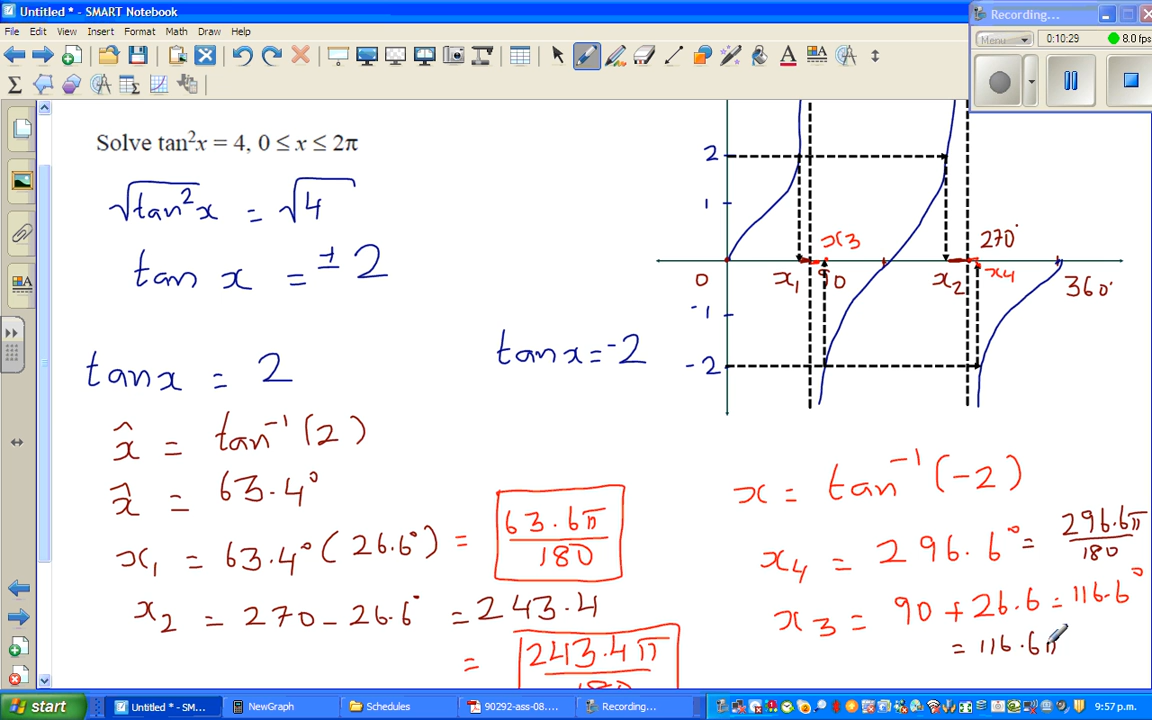 Untitled * - SMART Notebook
File Edit View Insert Format Math Draw Help
Recording...
Menu
0:10:29
8.0 fps
Solve tan²x = 4, 0 ≤ x ≤ 2π
√tan²x = √4
tan x = ± 2
tan x = 2
x̂ = tan⁻¹(2)
x̂ = 63.4°
x₁ = 63.4° (26.6°) = 63.6π/180
x₂ = 270 - 26.6° = 243.4
= 243.4π/180
tan x = -2
2
1
0
-1
-2
x₁
90
x3
x₂
270°
x4
360°
x = tan⁻¹(-2)
x₄ = 296.6° = 296.6π/180
x₃ = 90 + 26.6 = 116.6°
= 116.6π
start
Untitled * - SM...
NewGraph
Schedules
90292-ass-08....
Recording...
9:57 p.m.